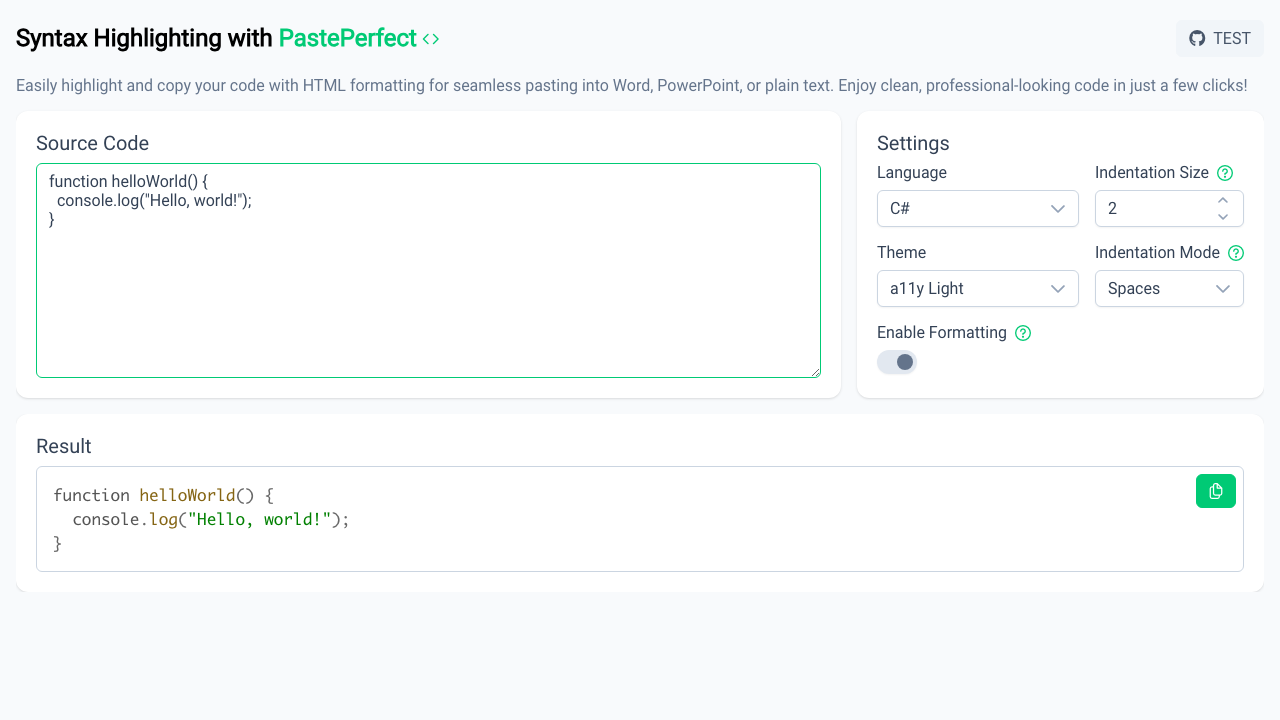 Syntax Highlighting with PastePerfect <>
TEST
Easily highlight and copy your code with HTML formatting for seamless pasting into Word, PowerPoint, or plain text. Enjoy clean, professional-looking code in just a few clicks!
Source Code
function helloWorld() {
  console.log("Hello, world!");
}
Settings
Language
Indentation Size
C#
2
Theme
Indentation Mode
a11y Light
Spaces
Enable Formatting
Result
function helloWorld() {
  console.log("Hello, world!");
}